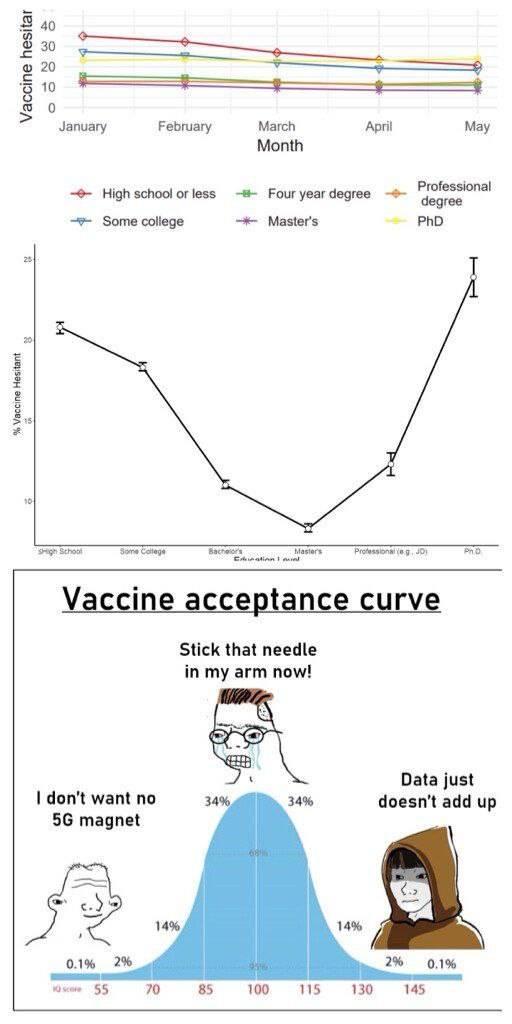 Vaccine hesitar
40
30
20
10
0
January February March April May
Month
High school or less Four year degree Professional degree
Some college Master's PhD
% Vaccine Hesitant
25
20
15
10
≤High School Some College Bachelor's Master's Professional (e.g., JD) Ph.D.
Education Level
Vaccine acceptance curve
Stick that needle
in my arm now!
I don't want no
5G magnet
Data just
doesn't add up
34% 34%
68%
14% 14%
0.1% 2% 95% 2% 0.1%
IQ score 55 70 85 100 115 130 145